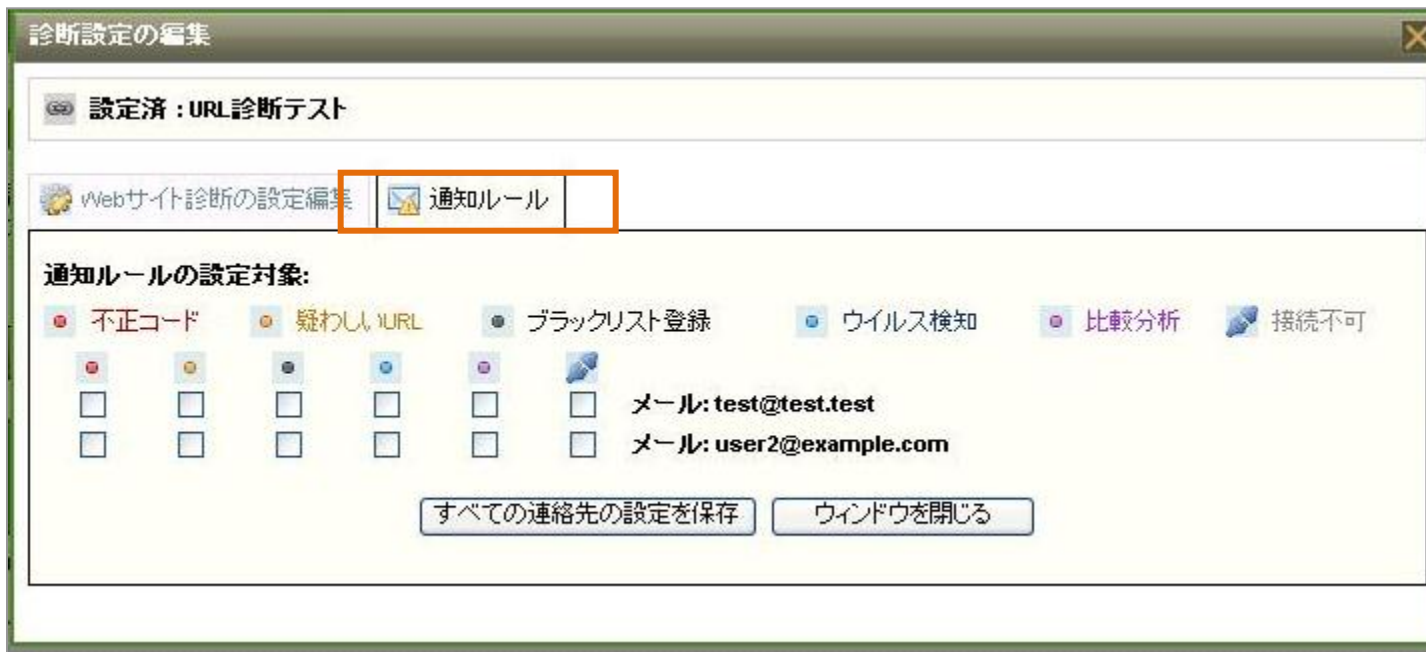 診断設定の編集
設定済 : URL診断テスト
Webサイト診断の設定編集 通知ルール
通知ルールの設定対象:
不正コード 疑わしいURL ブラックリスト登録 ウイルス検知 比較分析 接続不可
メール: test@test.test
メール: user2@example.com
すべての連絡先の設定を保存 ウィンドウを閉じる